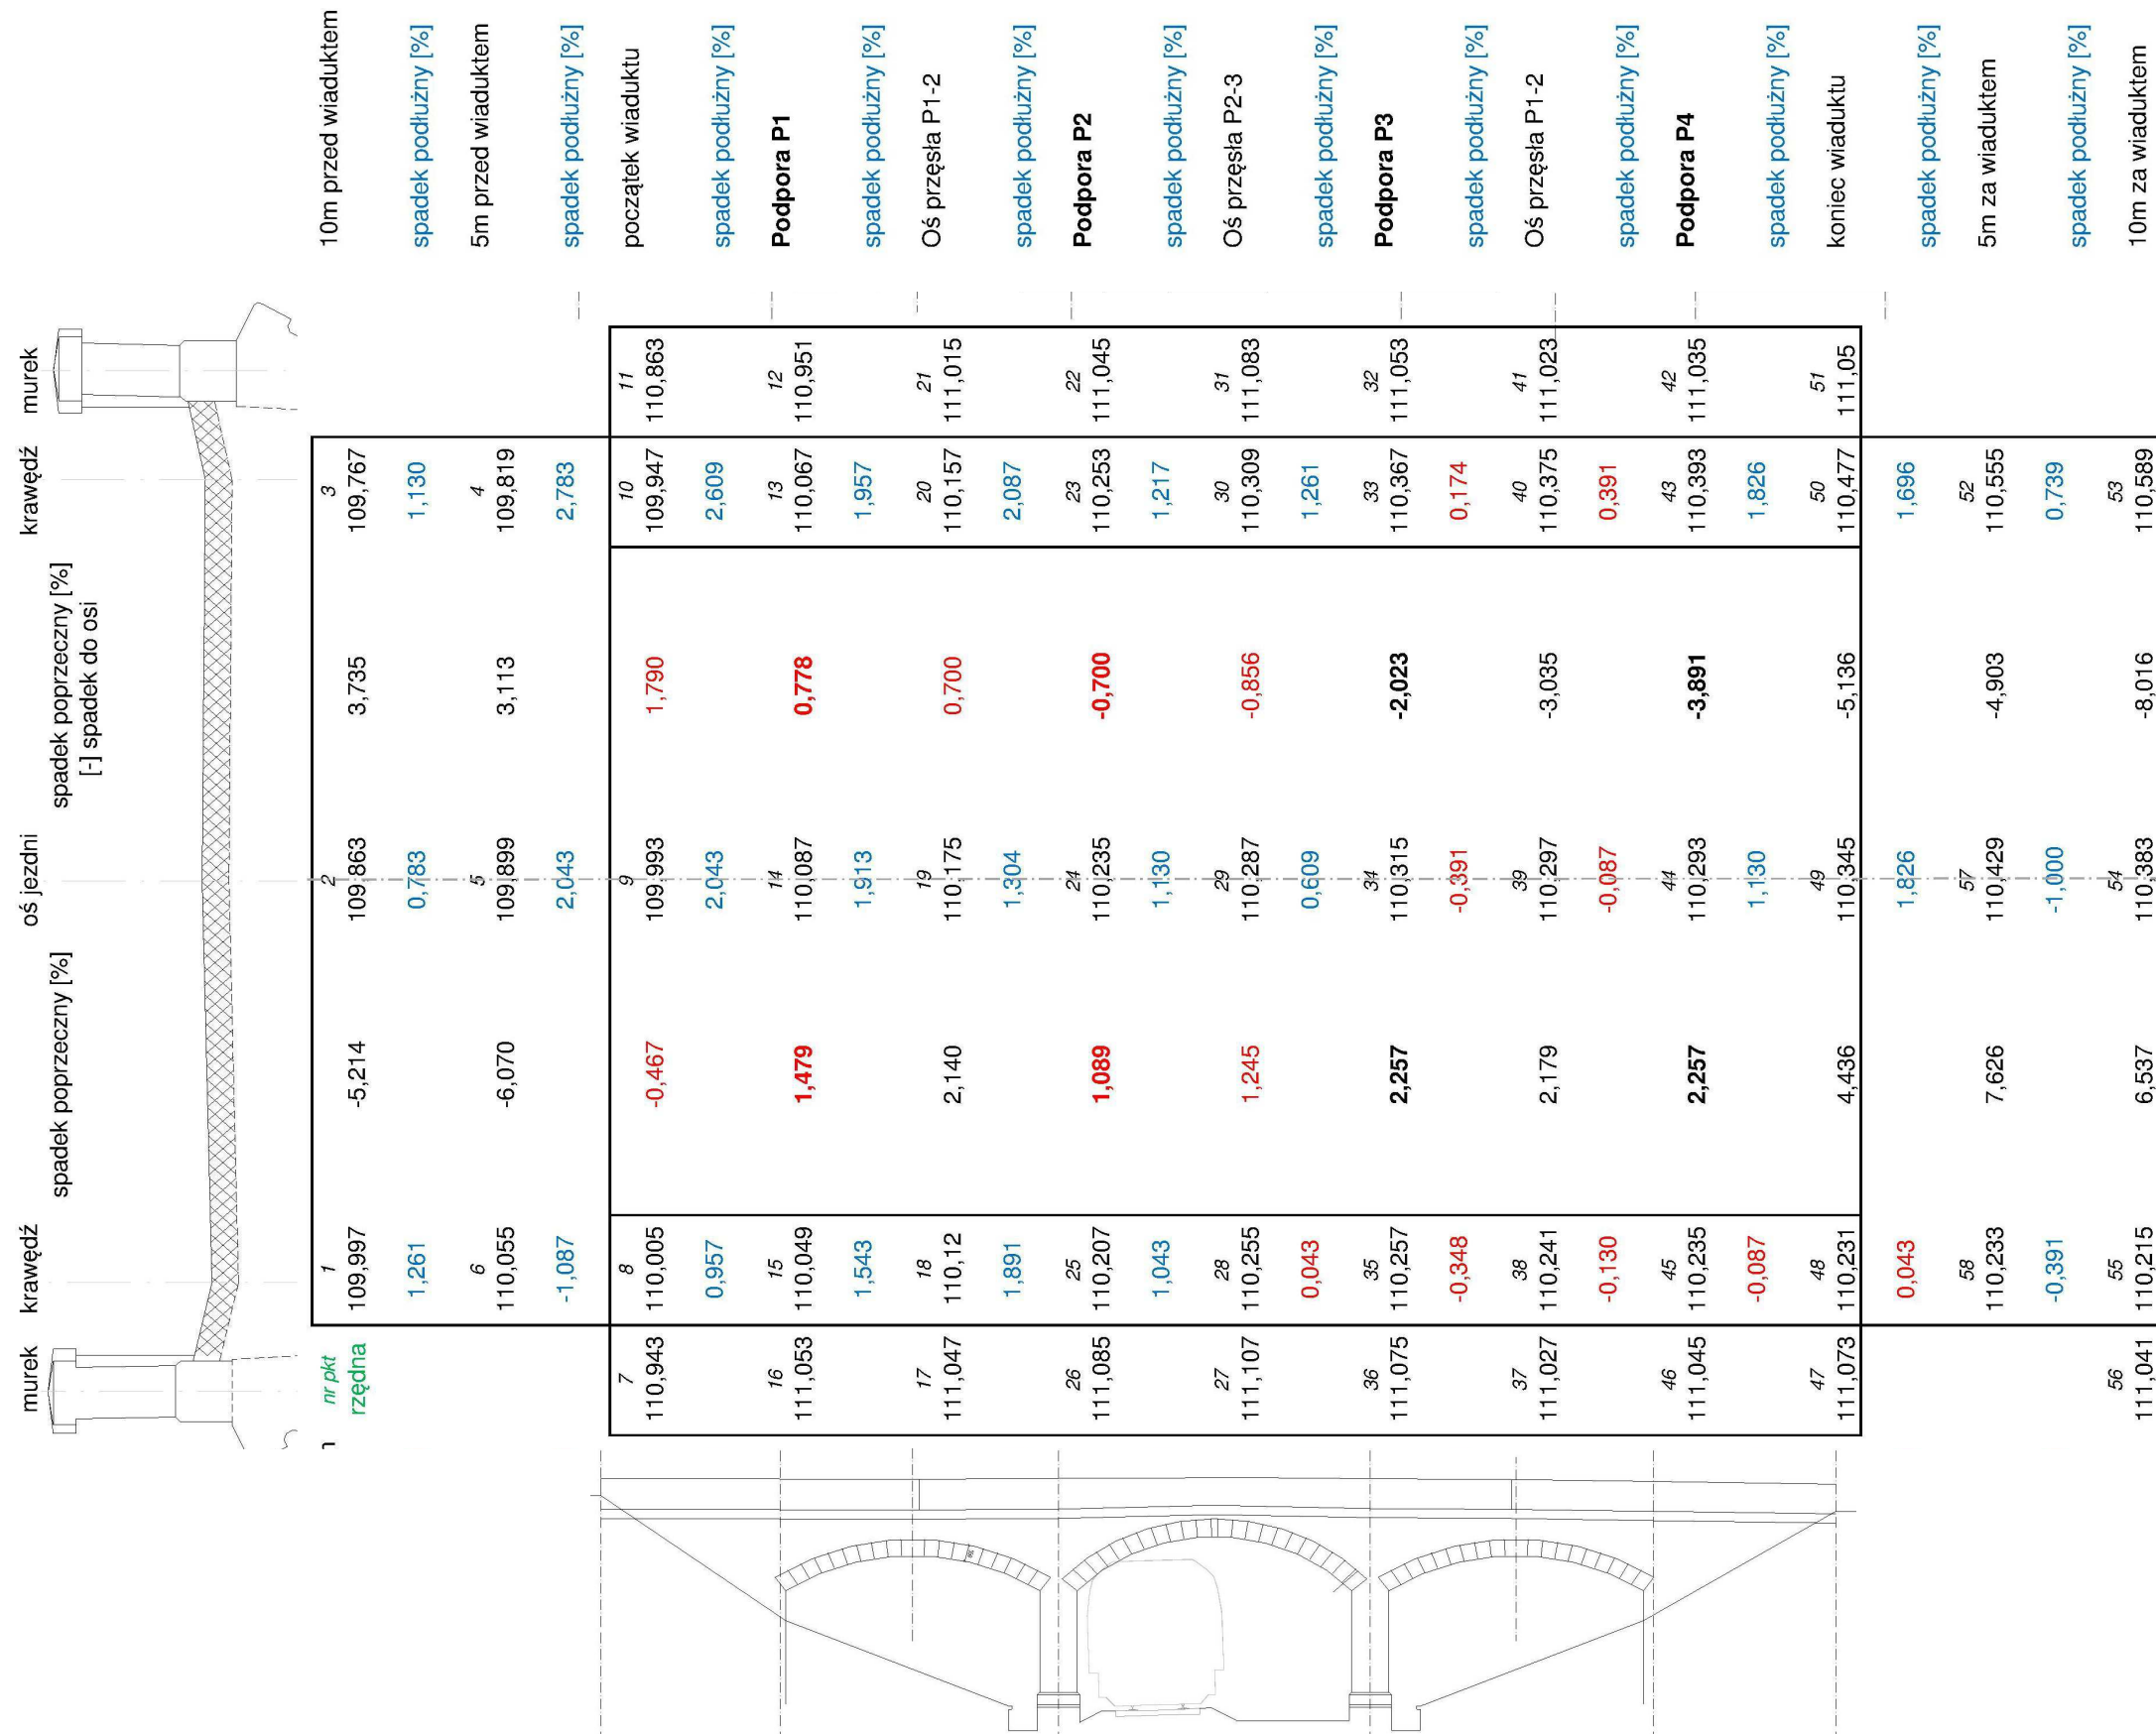 murek krawędź oś jezdni krawędź murek
spadek poprzeczny [%] spadek poprzeczny [%]
[-] spadek do osi
nr pkt 1 2 3 10m przed wiaduktem
rzędna 109,997 -5,214 109,863 3,735 109,767
1,261 0,783 1,130 spadek podłużny [%]
6 5 4 5m przed wiaduktem
110,055 -6,070 109,899 3,113 109,819
-1,087 2,043 2,783 spadek podłużny [%]
7 8 9 10 11 początek wiaduktu
110,943 110,005 -0,467 109,993 1,790 109,947 110,863
0,957 2,043 2,609 spadek podłużny [%]
16 15 14 13 12 Podpora P1
111,053 110,049 1,479 110,087 0,778 110,067 110,951
1,543 1,913 1,957 spadek podłużny [%]
17 18 19 20 21 Oś przęsła P1-2
111,047 110,12 2,140 110,175 0,700 110,157 111,015
1,891 1,304 2,087 spadek podłużny [%]
26 25 24 23 22 Podpora P2
111,085 110,207 1,089 110,235 -0,700 110,253 111,045
1,043 1,130 1,217 spadek podłużny [%]
27 28 29 30 31 Oś przęsła P2-3
111,107 110,255 1,245 110,287 -0,856 110,309 111,083
0,043 0,609 1,261 spadek podłużny [%]
36 35 34 33 32 Podpora P3
111,075 110,257 2,257 110,315 -2,023 110,367 111,053
-0,348 -0,391 0,174 spadek podłużny [%]
37 38 39 40 41 Oś przęsła P1-2
111,027 110,241 2,179 110,297 -3,035 110,375 111,023
-0,130 -0,087 0,391 spadek podłużny [%]
46 45 44 43 42 Podpora P4
111,045 110,235 2,257 110,293 -3,891 110,393 111,035
-0,087 1,130 1,826 spadek podłużny [%]
47 48 49 50 51 koniec wiaduktu
111,073 110,231 4,436 110,345 -5,136 110,477 111,05
0,043 1,826 1,696 spadek podłużny [%]
58 57 52 5m za wiaduktem
110,233 7,626 110,429 -4,903 110,555
-0,391 -1,000 0,739 spadek podłużny [%]
56 55 54 53 10m za wiaduktem
111,041 110,215 6,537 110,383 -8,016 110,589